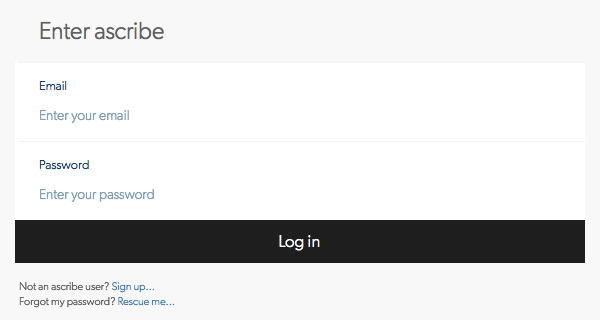 Enter ascribe
Email
Enter your email
Password
Enter your password
Log in
Not an ascribe user? Sign up...
Forgot my password? Rescue me...